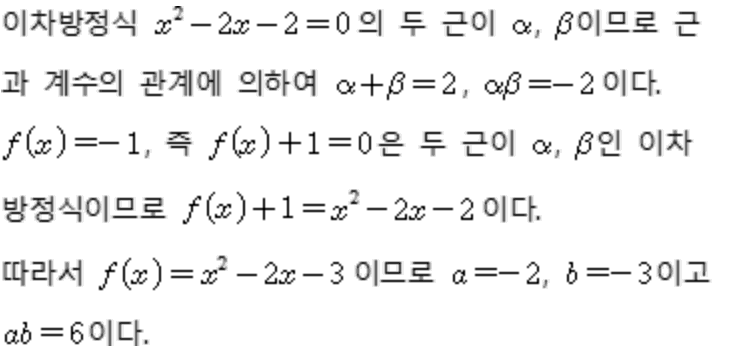 이차방정식 x² − 2x − 2 = 0의 두 근이 α, β이므로 근
과 계수의 관계에 의하여 α+β=2, αβ=−2이다.
f(x)=−1, 즉 f(x)+1=0은 두 근이 α, β인 이차
방정식이므로 f(x)+1=x²−2x−2이다.
따라서 f(x)=x²−2x−3이므로 a=−2, b=−3이고
ab=6이다.